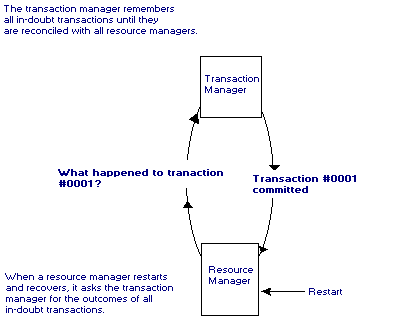 The transaction manager remembers
all in-doubt transactions until they
are reconciled with all resource managers.
Transaction
Manager
What happened to tranaction
#0001?
Transaction #0001
committed
Resource
Manager
Restart
When a resource manager restarts
and recovers, it asks the transaction
manager for the outcomes of all
in-doubt transactions.